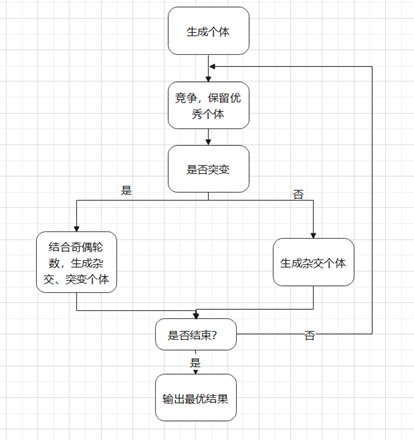 生成个体
竞争，保留优
秀个体
是否突变
是
否
结合奇偶轮
数，生成杂
交、突变个体
生成杂交个体
是否结束？
否
是
输出最优结果